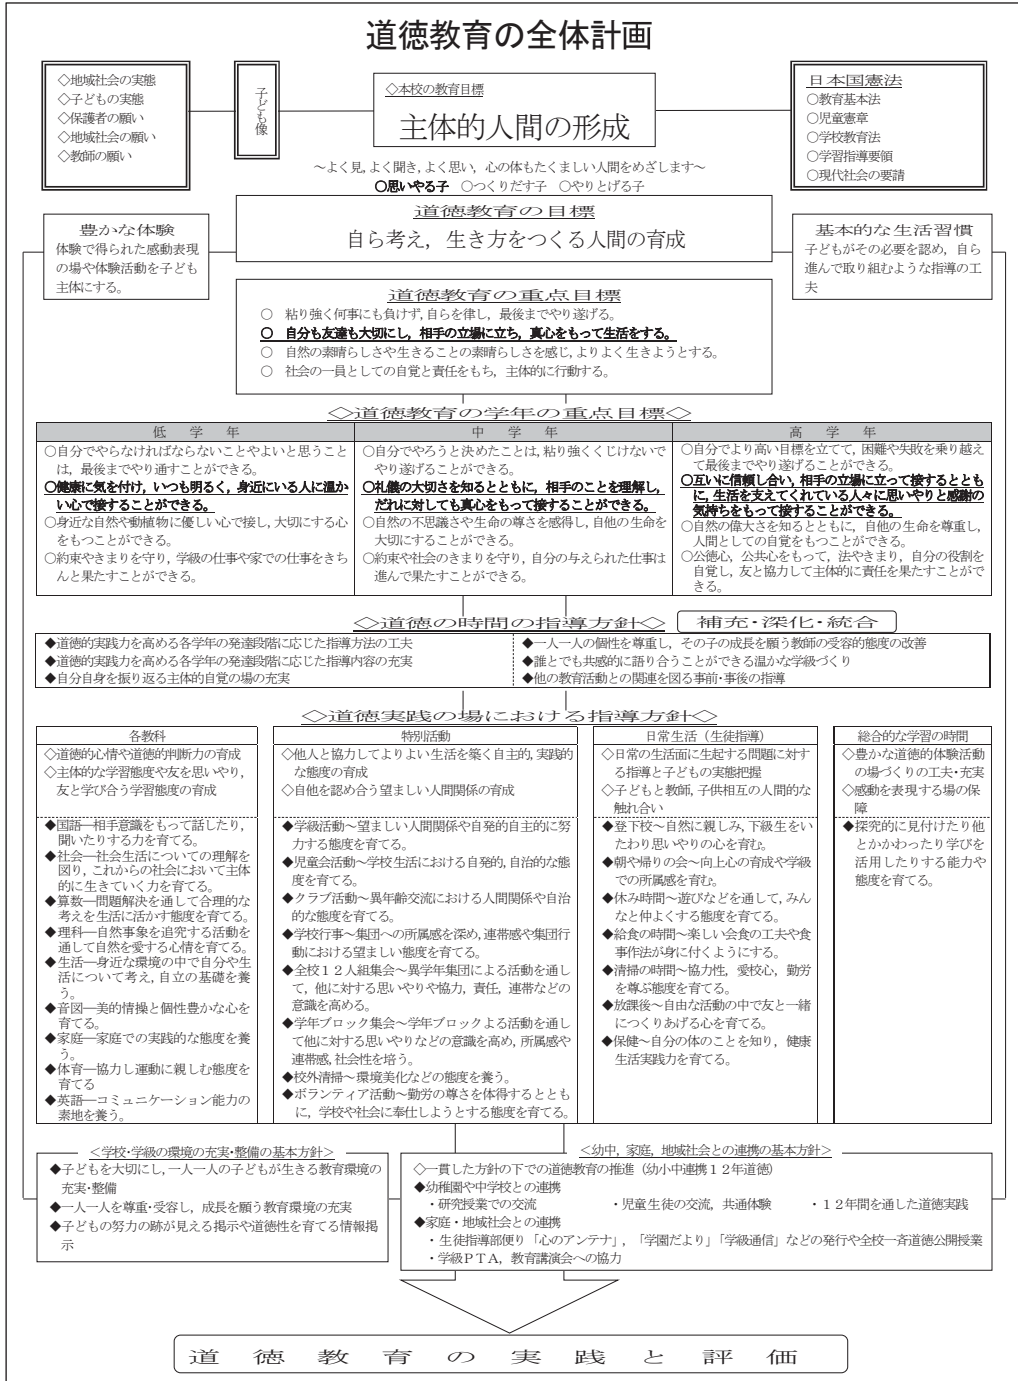 道徳教育の全体計画
◇地域社会の実態
◇子どもの実態
◇保護者の願い
◇地域社会の願い
◇教師の願い
子ども像
◇本校の教育目標
主体的人間の形成
日本国憲法
○教育基本法
○児童憲章
○学校教育法
○学習指導要領
○現代社会の要請
～よく見,よく聞き,よく思い,心の体もたくましい人間をめざします～
○思いやる子　○つくりだす子　○やりとげる子
道徳教育の目標
自ら考え，生き方をつくる人間の育成
豊かな体験
体験で得られた感動表現
の場や体験活動を子ども
主体にする。
基本的な生活習慣
子どもがその必要を認め,自ら
進んで取り組むような指導の工
夫
道徳教育の重点目標
○　粘り強く何事にも負けず,自らを律し，最後までやり遂げる。
○　自分も友達も大切にし，相手の立場に立ち，真心をもって生活をする。
○　自然の素晴らしさや生きることの素晴らしさを感じ,よりよく生きようとする。
○　社会の一員としての自覚と責任をもち，主体的に行動する。
◇道徳教育の学年の重点目標◇
低　学　年
○自分でやらなければならないことやよいと思うこと
は，最後までやり通すことができる。
○健康に気を付け，いつも明るく，身近にいる人に温か
い心で接することができる。
○身近な自然や動植物に優しい心で接し,大切にする心
をもつことができる。
○約束やきまりを守り，学級の仕事や家での仕事をきち
んと果たすことができる。
中　学　年
○自分でやろうと決めたことは,粘り強くくじけないで
やり遂げることができる。
○礼儀の大切さを知るとともに，相手のことを理解し，
だれに対しても真心をもって接することができる。
○自然の不思議さや生命の尊さを感得し,自他の生命を
大切にすることができる。
○約束や社会のきまりを守り，自分の与えられた仕事は
進んで果たすことができる。
高　学　年
○自分でより高い目標を立てて，困難や失敗を乗り越え
て最後までやり遂げることができる。
○互いに信頼し合い，相手の立場に立って接するととも
に，生活を支えてくれている人々に思いやりと感謝の
気持ちをもって接することができる。
○自然の偉大さを知るとともに，自他の生命を尊重し，
人間としての自覚をもつことができる。
○公徳心，公共心をもって，法やきまり，自分の役割を
自覚し，友と協力して主体的に責任を果たすことがで
きる。
◇道徳の時間の指導方針◇
補充・深化・統合
◆道徳的実践力を高める各学年の発達段階に応じた指導方法の工夫
◆道徳的実践力を高める各学年の発達段階に応じた指導内容の充実
◆自分自身を振り返る主体的自覚の場の充実
◆一人一人の個性を尊重し，その子の成長を願う教師の受容的態度の改善
◆誰とでも共感的に語り合うことができる温かな学級づくり
◆他の教育活動との関連を図る事前・事後の指導
◇道徳実践の場における指導方針◇
各教科
◇道徳的心情や道徳的判断力の育成
◇主体的な学習態度や友を思いやり，
友と学び合う学習態度の育成
◆国語―相手意識をもって話したり，
聞いたりする力を育てる。
◆社会―社会生活についての理解を
図り，これからの社会において主体
的に生きていく力を育てる。
◆算数―問題解決を通して合理的な
考えを生活に活かす態度を育てる。
◆理科―自然事象を追究する活動を
通して自然を愛する心情を育てる。
◆生活―身近な環境の中で自分や生
活について考え，自立の基礎を養
う。
◆音図―美的情操と個性豊かな心を
育てる。
◆家庭―家庭での実践的な態度を養
う。
◆体育―協力し運動に親しむ態度を
育てる
◆英語―コミュニケーション能力の
素地を養う。
特別活動
◇他人と協力してよりよい生活を築く自主的,実践的
な態度の育成
◇自他を認め合う望ましい人間関係の育成
◆学級活動～望ましい人間関係や自発的自主的に努
力する態度を育てる。
◆児童会活動～学校生活における自発的,自治的な態
度を育てる。
◆クラブ活動～異年齢交流における人間関係や自治
的な態度を育てる。
◆学校行事～集団への所属感を深め，連帯感や集団行
動における望ましい態度を育てる。
◆全校１２人組集会～異学年集団による活動を通し
て，他に対する思いやりや協力，責任，連帯などの
意識を高める。
◆学年ブロック集会～学年ブロックよる活動を通し
て他に対する思いやりなどの意識を高め,所属感や
連帯感,社会性を培う。
◆校外清掃～環境美化などの態度を養う。
◆ボランティア活動～勤労の尊さを体得するととも
に，学校や社会に奉仕しようとする態度を育てる。
日常生活（生徒指導）
◇日常の生活面に生起する問題に対す
る指導と子どもの実態把握
◇子どもと教師,子供相互の人間的な
触れ合い
◆登下校～自然に親しみ,下級生をい
たわり思いやりの心を育む。
◆朝や帰りの会～向上心の育成や学級
での所属感を育む。
◆休み時間～遊びなどを通して,みん
なと仲よくする態度を育てる。
◆給食の時間～楽しい会食の工夫や食
事作法が身に付くようにする。
◆清掃の時間～協力性，愛校心，勤労
を尊ぶ態度を育てる。
◆放課後～自由な活動の中で友と一緒
につくりあげる心を育てる。
◆保健～自分の体のことを知り，健康
生活実践力を育てる。
総合的な学習の時間
◇豊かな道徳的体験活動
の場づくりの工夫・充実
◇感動を表現する場の保
障
◆探究的に見付けたり他
とかかわったり学びを
活用したりする能力や
態度を育てる。
＜学校・学級の環境の充実・整備の基本方針＞
◆子どもを大切にし,一人一人の子どもが生きる教育環境の
充実・整備
◆一人一人を尊重・受容し，成長を願う教育環境の充実
◆子どもの努力の跡が見える掲示や道徳性を育てる情報掲
示
＜幼中，家庭，地域社会との連携の基本方針＞
◇一貫した方針の下での道徳教育の推進（幼小中連携１２年道徳）
◆幼稚園や中学校との連携
・研究授業での交流　・児童生徒の交流，共通体験　・１２年間を通した道徳実践
◆家庭・地域社会との連携
・生徒指導部便り「心のアンテナ」，「学園だより」「学級通信」などの発行や全校一斉道徳公開授業
・学級ＰＴＡ，教育講演会への協力
道　徳　教　育　の　実　践　と　評　価